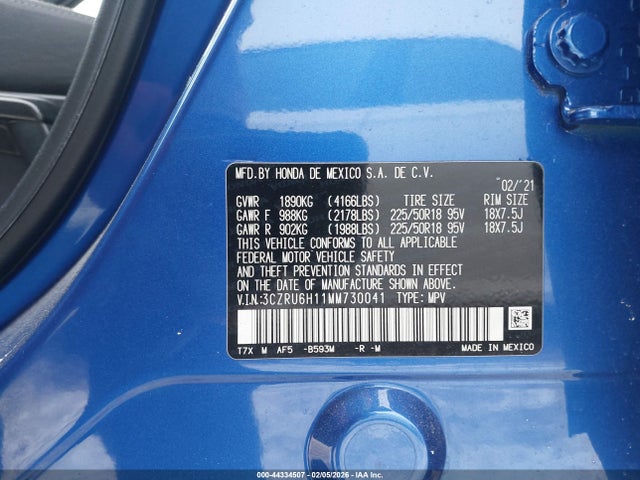 MFD.BY HONDA DE MEXICO S.A. DE C.V.
02/'21
GVWR 1890KG (4166LBS) TIRE SIZE RIM SIZE
GAWR F 988KG (2178LBS) 225/50R18 95V 18X7.5J
GAWR R 902KG (1988LBS) 225/50R18 95V 18X7.5J
THIS VEHICLE CONFORMS TO ALL APPLICABLE
FEDERAL MOTOR VEHICLE SAFETY
AND THEFT PREVENTION STANDARDS IN EFFECT ON THE
DATE OF MANUFACTURE SHOWN ABOVE.
V.I.N.:3CZRU6H11MM730041 TYPE: MPV
T7X M AF5 -B593M -R -M
MADE IN MEXICO
000-44334507 - 02/05/2026 - COPYRIGHT IAA, LLC